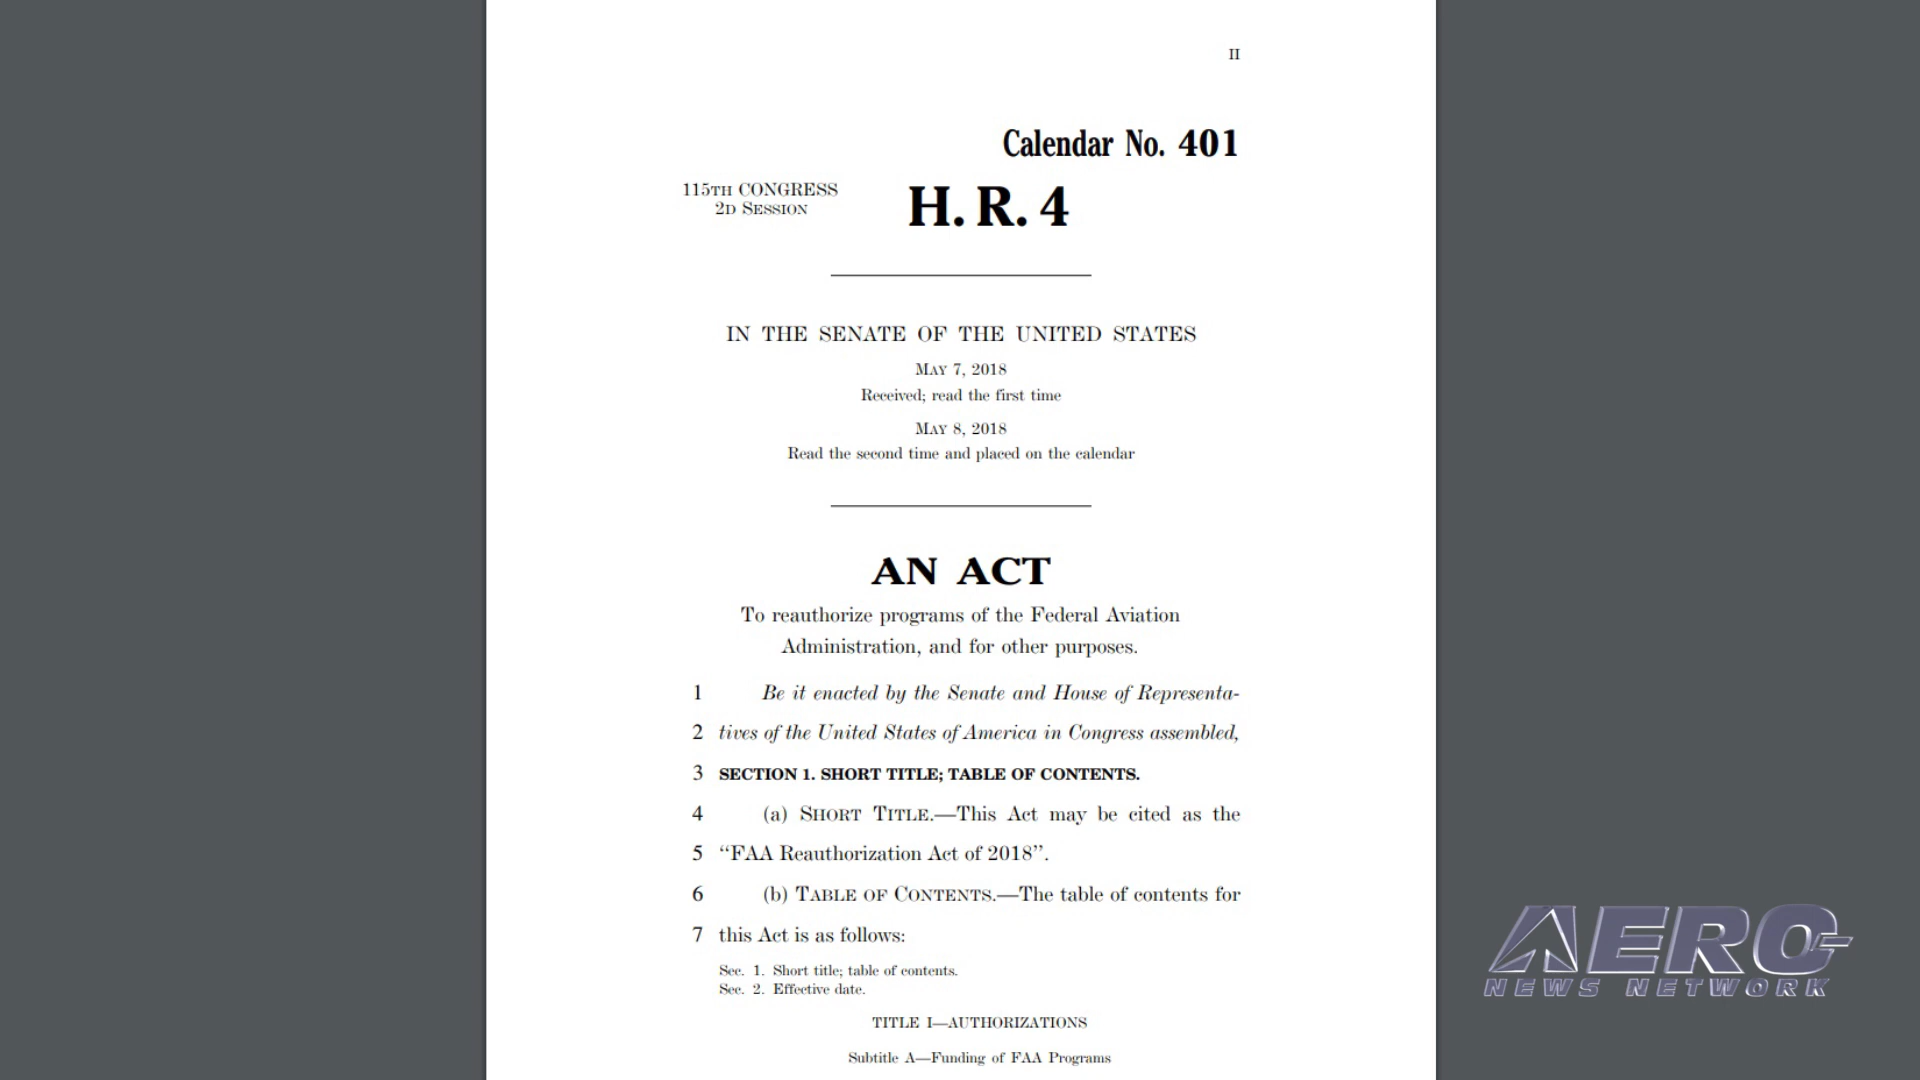 II
Calendar No. 401
115TH CONGRESS
2D SESSION
H. R. 4
IN THE SENATE OF THE UNITED STATES
MAY 7, 2018
Received; read the first time
MAY 8, 2018
Read the second time and placed on the calendar
AN ACT
To reauthorize programs of the Federal Aviation
Administration, and for other purposes.
1 Be it enacted by the Senate and House of Representa-
2 tives of the United States of America in Congress assembled,
3 SECTION 1. SHORT TITLE; TABLE OF CONTENTS.
4 (a) SHORT TITLE.—This Act may be cited as the
5 ‘‘FAA Reauthorization Act of 2018’’.
6 (b) TABLE OF CONTENTS.—The table of contents for
7 this Act is as follows:
Sec. 1. Short title; table of contents.
Sec. 2. Effective date.
TITLE I—AUTHORIZATIONS
Subtitle A—Funding of FAA Programs
AERO
NEWS NETWORK